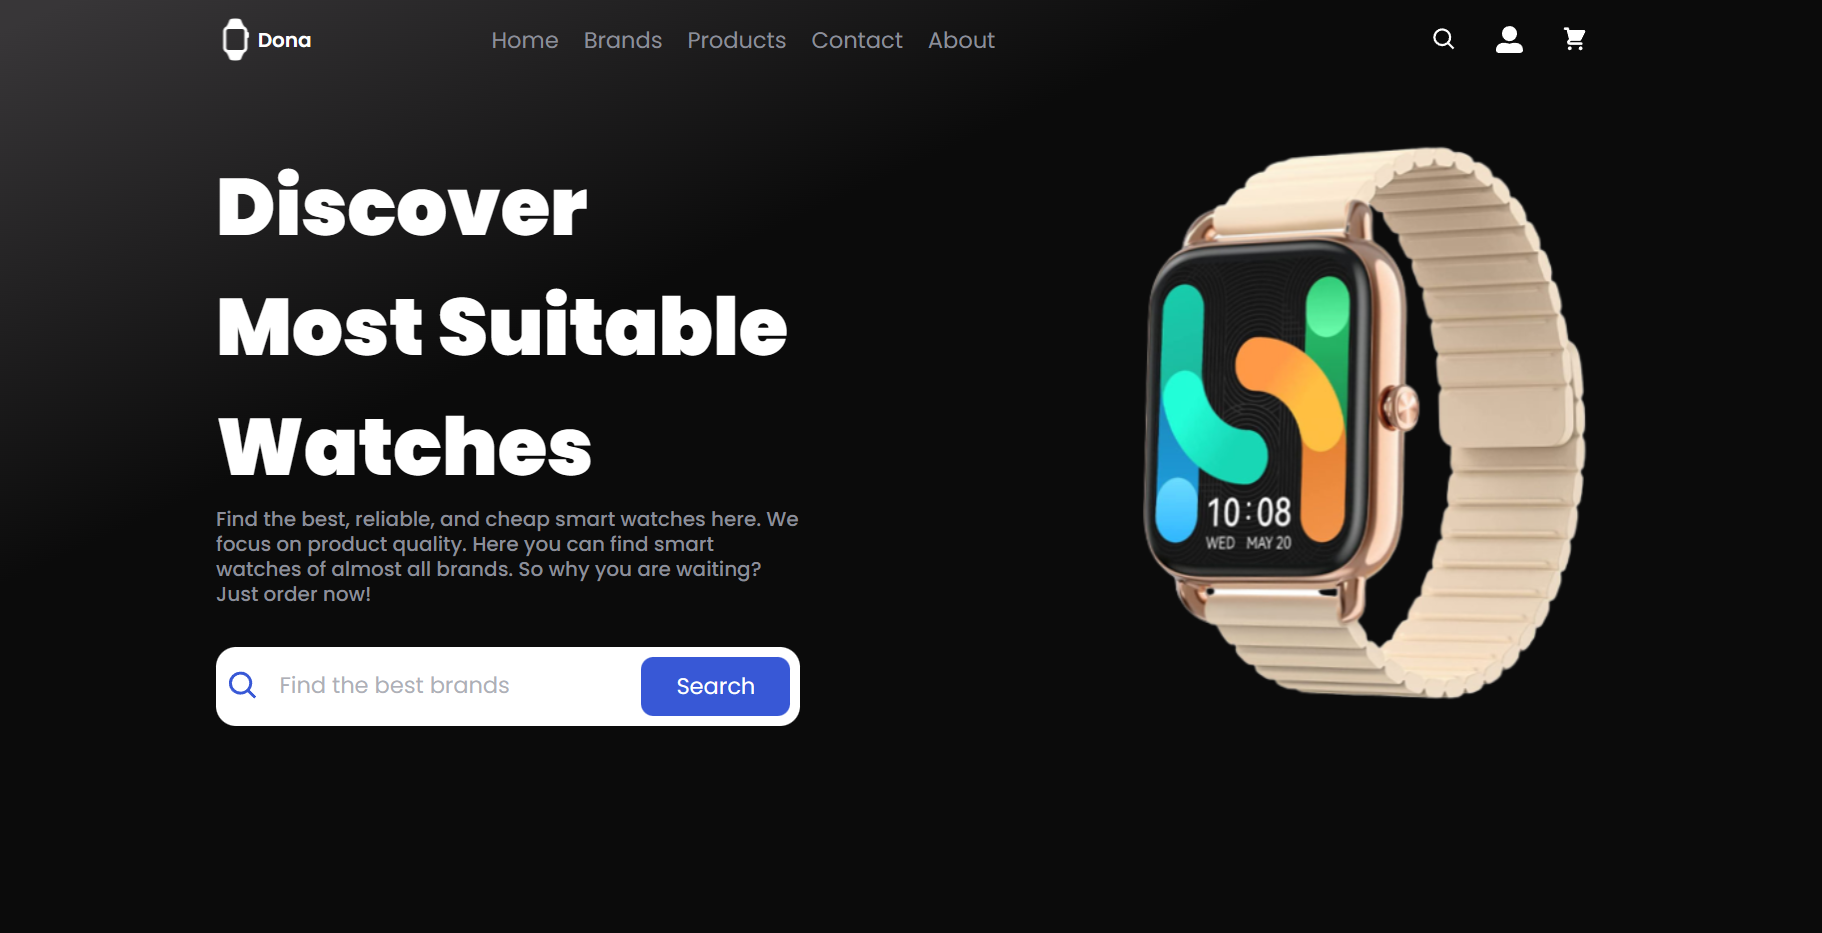 Dona
Home Brands Products Contact About
Discover
Most Suitable
Watches
Find the best, reliable, and cheap smart watches here. We
focus on product quality. Here you can find smart
watches of almost all brands. So why you are waiting?
Just order now!
Find the best brands
Search
10:08
WED MAY 20